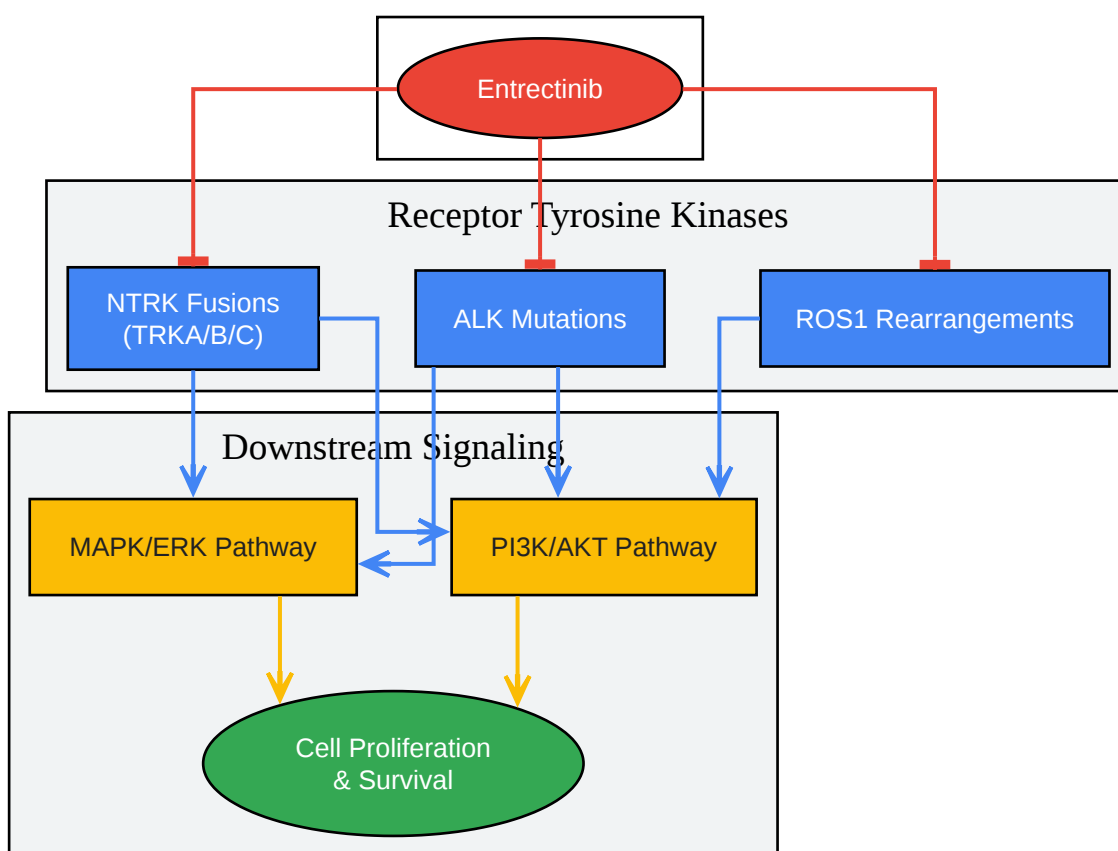 Entrectinib
Receptor Tyrosine Kinases
NTRK Fusions
(TRKA/B/C)
ALK Mutations
ROS1 Rearrangements
Downstream Signaling
MAPK/ERK Pathway
PI3K/AKT Pathway
Cell Proliferation
& Survival